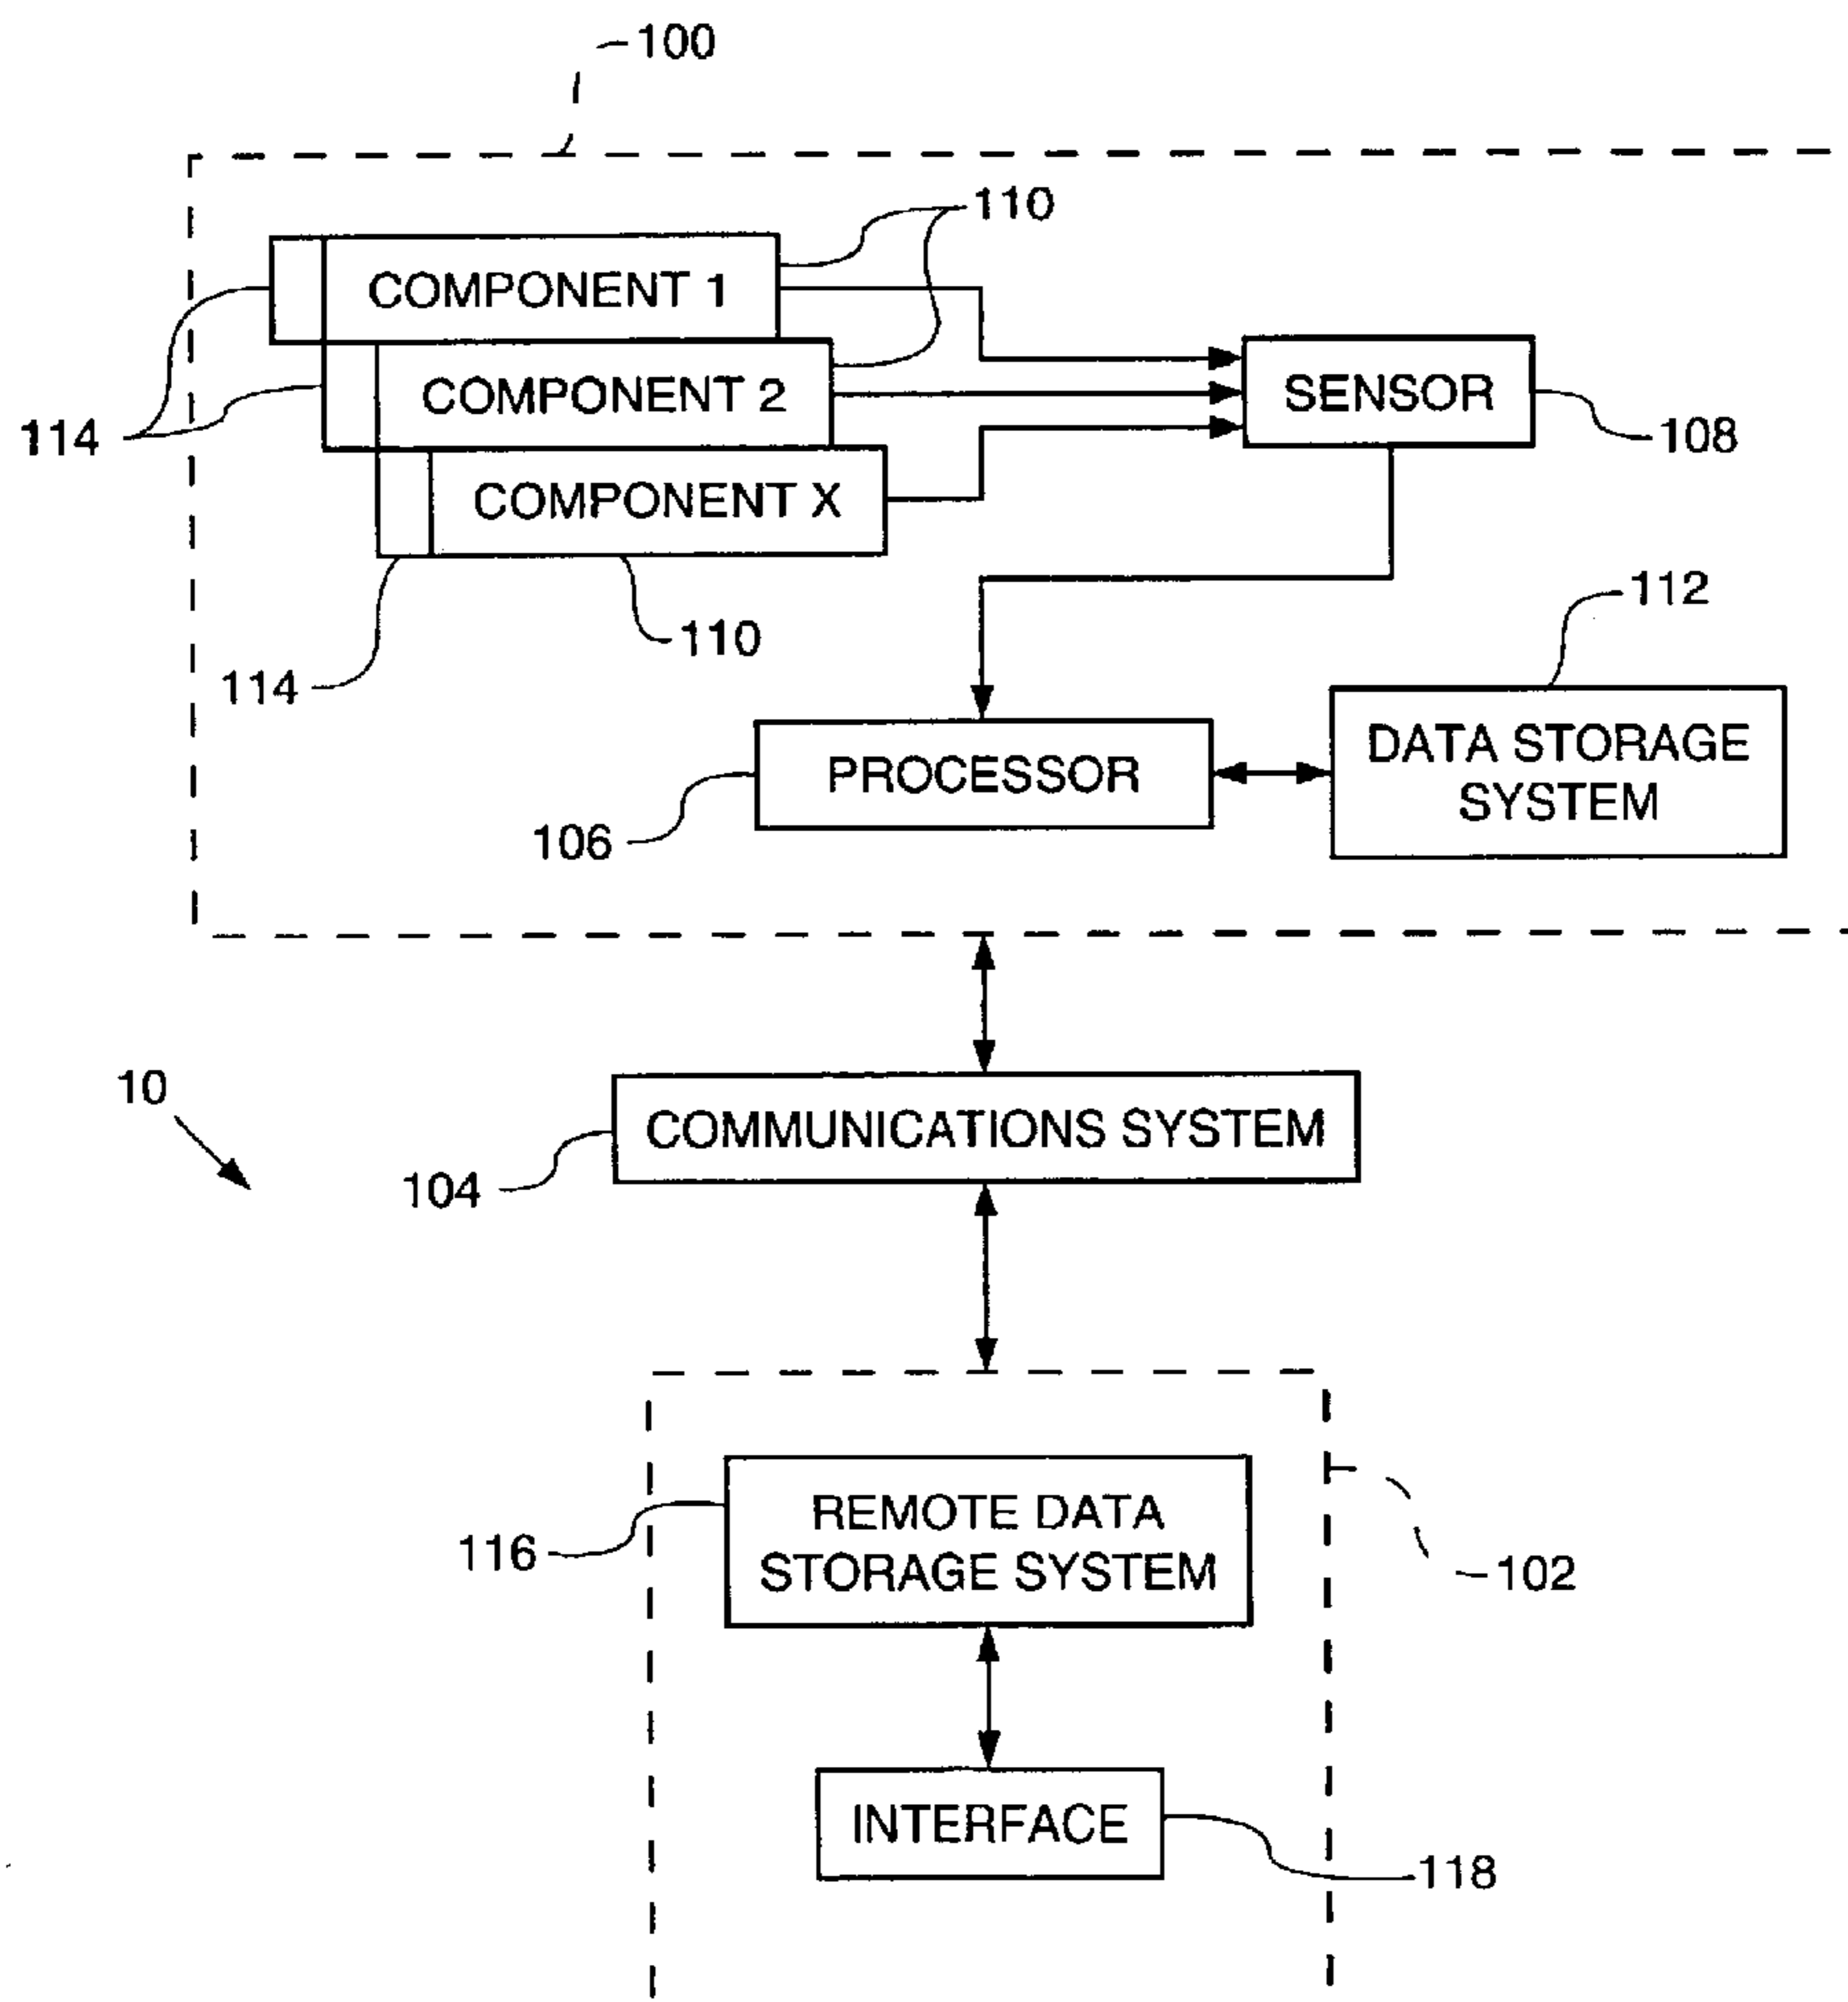 100
110
COMPONENT 1
COMPONENT 2
SENSOR
114
108
COMPONENT X
112
110
114
DATA STORAGE
SYSTEM
PROCESSOR
106
10
COMMUNICATIONS SYSTEM
104
REMOTE DATA
STORAGE SYSTEM
116
102
INTERFACE
118